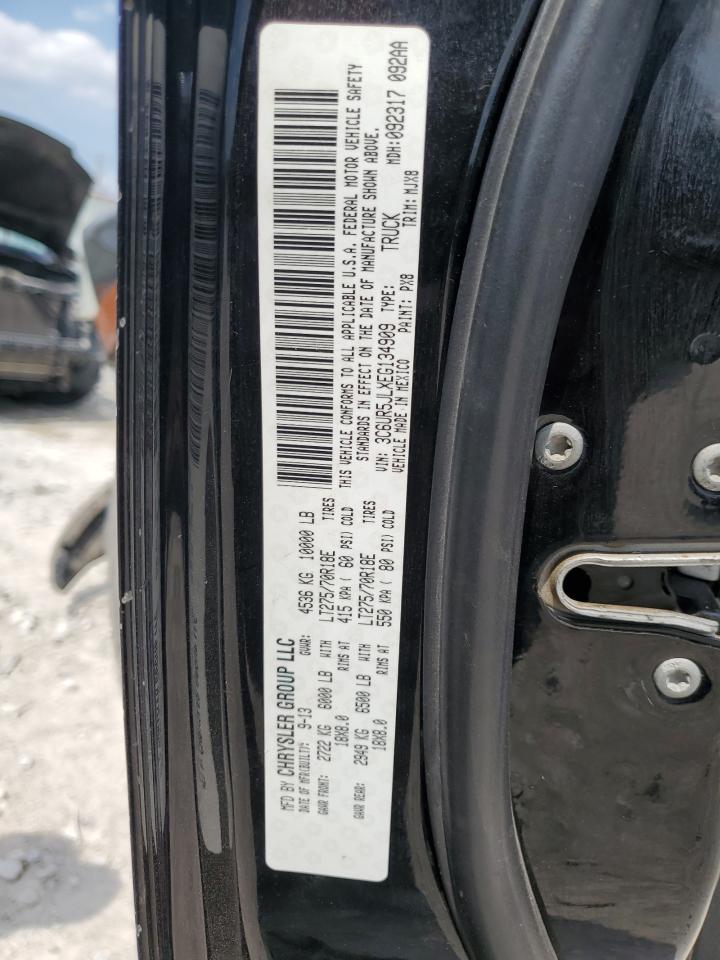 MFD BY CHRYSLER GROUP LLC
DATE OF MFR(BUILT): 9-13 GVWR: 4536 KG 10000 LB
GAWR FRONT: 2722 KG 6000 LB WITH LT275/70R18E TIRES
18X8.0 RIMS AT 415 KPA ( 60 PSI) COLD
GAWR REAR: 2949 KG 6500 LB WITH LT275/70R18E TIRES
18X8.0 RIMS AT 550 KPA ( 80 PSI) COLD
THIS VEHICLE CONFORMS TO ALL APPLICABLE U.S.A. FEDERAL MOTOR VEHICLE SAFETY
STANDARDS IN EFFECT ON THE DATE OF MANUFACTURE SHOWN ABOVE.
VIN: 3C6UR5JLXEG134909 TYPE: TRUCK MDH:092317 092AA
VEHICLE MADE IN MEXICO PAINT: PX8 TRIM: MJX8